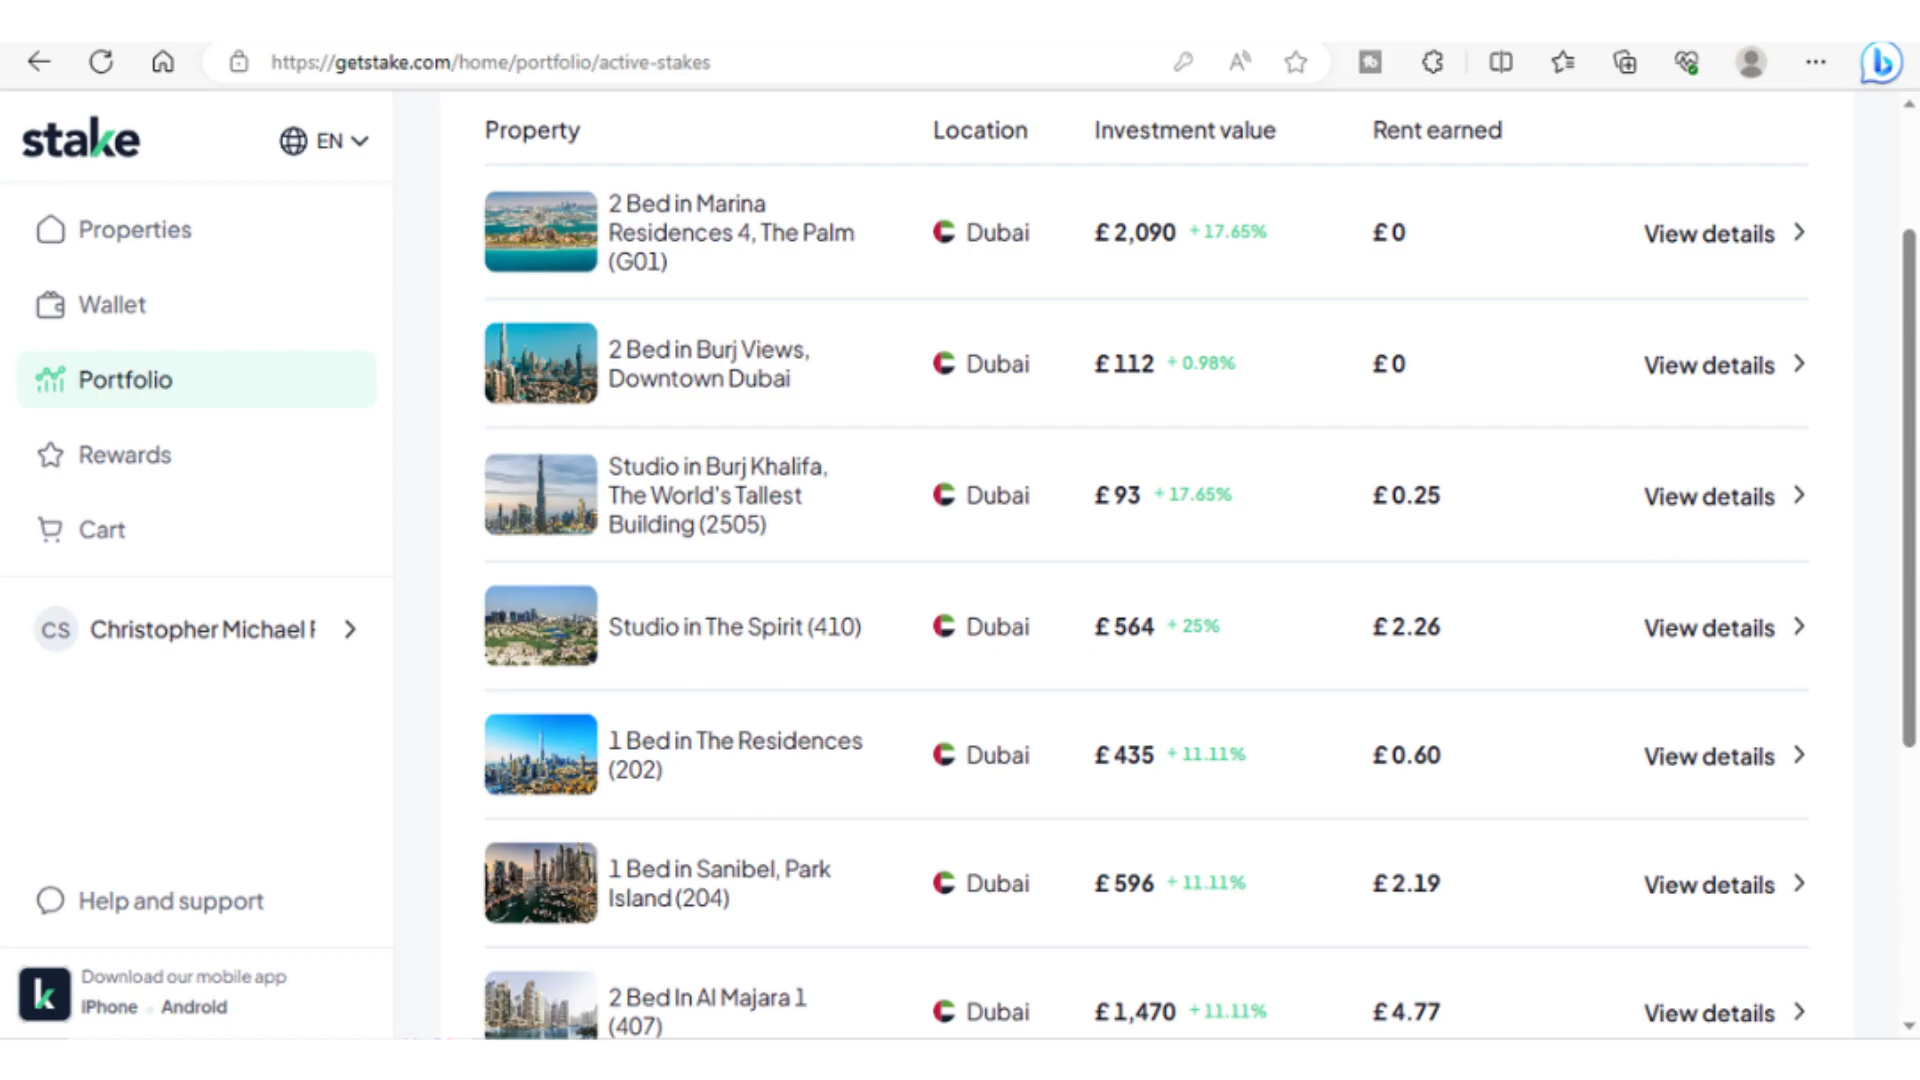 https://getstake.com/home/portfolio/active-stakes
stake
EN
Properties
Wallet
Portfolio
Rewards
Cart
CS Christopher Michael
Help and support
Download our mobile app
iPhone Android
Property Location Investment value Rent earned
2 Bed in Marina
Residences 4, The Palm
(G01)
Dubai £ 2,090 + 17.65% £ 0 View details
2 Bed in Burj Views,
Downtown Dubai
Dubai £ 112 + 0.98% £ 0 View details
Studio in Burj Khalifa,
The World's Tallest
Building (2505)
Dubai £ 93 + 17.65% £ 0.25 View details
Studio in The Spirit (410)
Dubai £ 564 + 25% £ 2.26 View details
1 Bed in The Residences
(202)
Dubai £ 435 + 11.11% £ 0.60 View details
1 Bed in Sanibel, Park
Island (204)
Dubai £ 596 + 11.11% £ 2.19 View details
2 Bed In Al Majara 1
(407)
Dubai £ 1,470 + 11.11% £ 4.77 View details